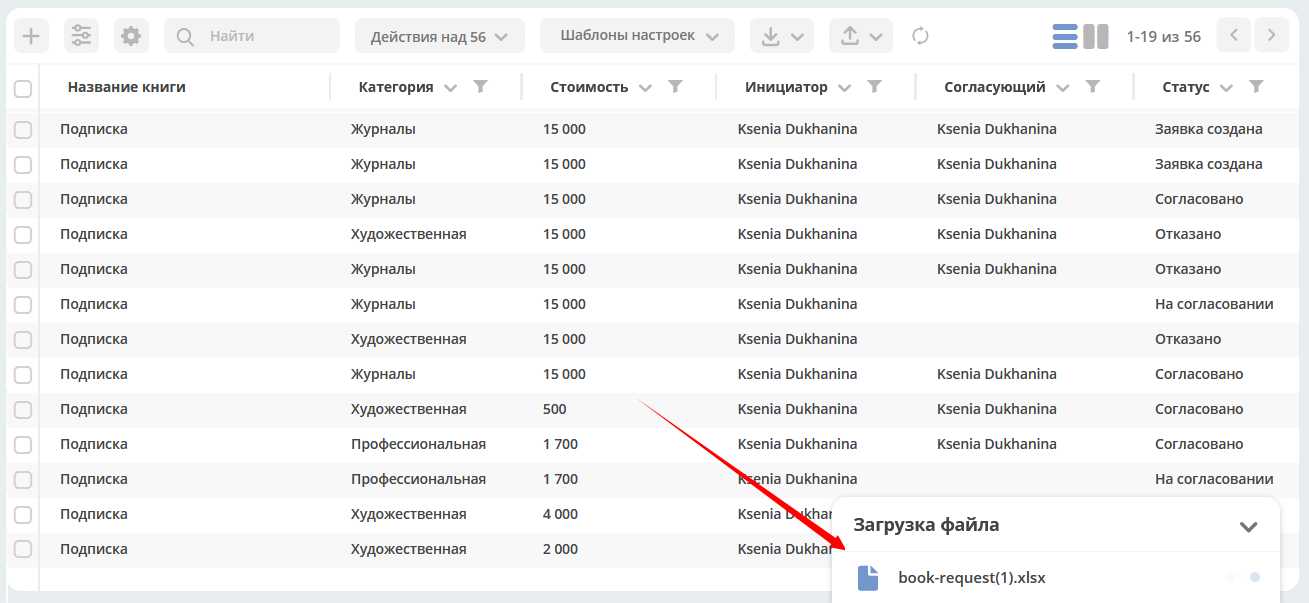 Найти Действия над 56 Шаблоны настроек 1-19 из 56
Название книги Категория Стоимость Инициатор Согласующий Статус
Подписка Журналы 15 000 Ksenia Dukhanina Ksenia Dukhanina Заявка создана
Подписка Журналы 15 000 Ksenia Dukhanina Ksenia Dukhanina Заявка создана
Подписка Журналы 15 000 Ksenia Dukhanina Ksenia Dukhanina Согласовано
Подписка Художественная 15 000 Ksenia Dukhanina Ksenia Dukhanina Отказано
Подписка Журналы 15 000 Ksenia Dukhanina Ksenia Dukhanina Отказано
Подписка Журналы 15 000 Ksenia Dukhanina На согласовании
Подписка Художественная 15 000 Ksenia Dukhanina Отказано
Подписка Журналы 15 000 Ksenia Dukhanina Ksenia Dukhanina Согласовано
Подписка Художественная 500 Ksenia Dukhanina Ksenia Dukhanina Согласовано
Подписка Профессиональная 1 700 Ksenia Dukhanina Ksenia Dukhanina Согласовано
Подписка Профессиональная 1 700 Ksenia Dukhanina На согласовании
Подписка Художественная 4 000 Ksenia
Подписка Художественная 2 000 Ksenia
Загрузка файла
book-request(1).xlsx